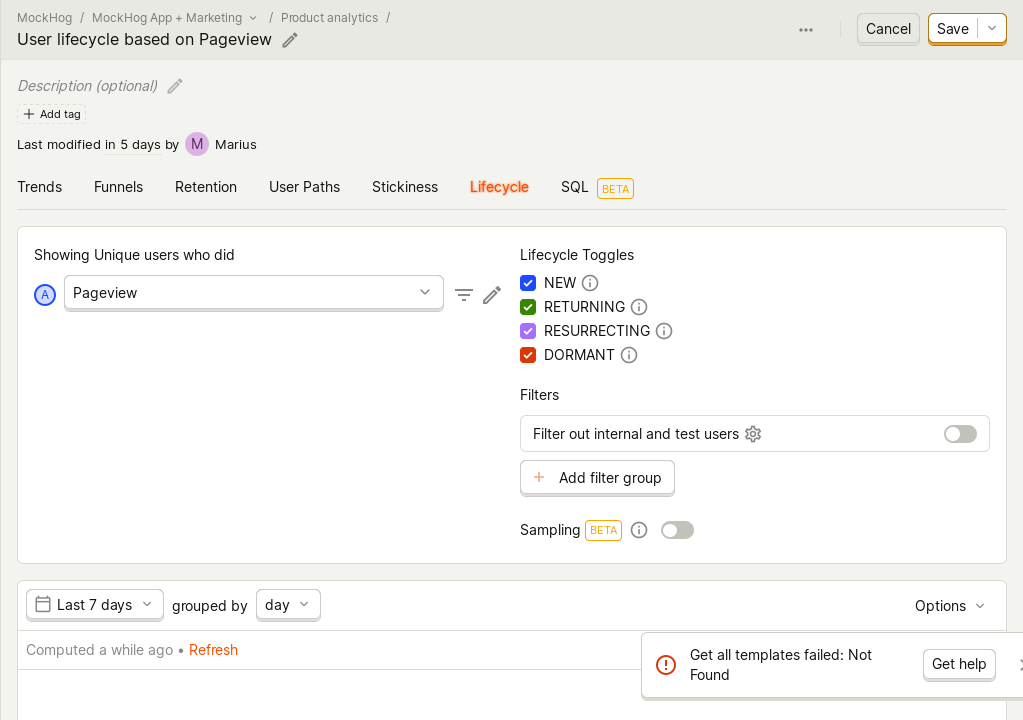 MockHog / MockHog App + Marketing / Product analytics /
User lifecycle based on Pageview
Cancel
Save
Description (optional)
Add tag
Last modified in 5 days by M Marius
Trends Funnels Retention User Paths Stickiness Lifecycle SQL BETA
Showing Unique users who did
A Pageview
Lifecycle Toggles
NEW
RETURNING
RESURRECTING
DORMANT
Filters
Filter out internal and test users
+ Add filter group
Sampling BETA
Last 7 days grouped by day
Options
Computed a while ago • Refresh
Get all templates failed: Not
Found
Get help